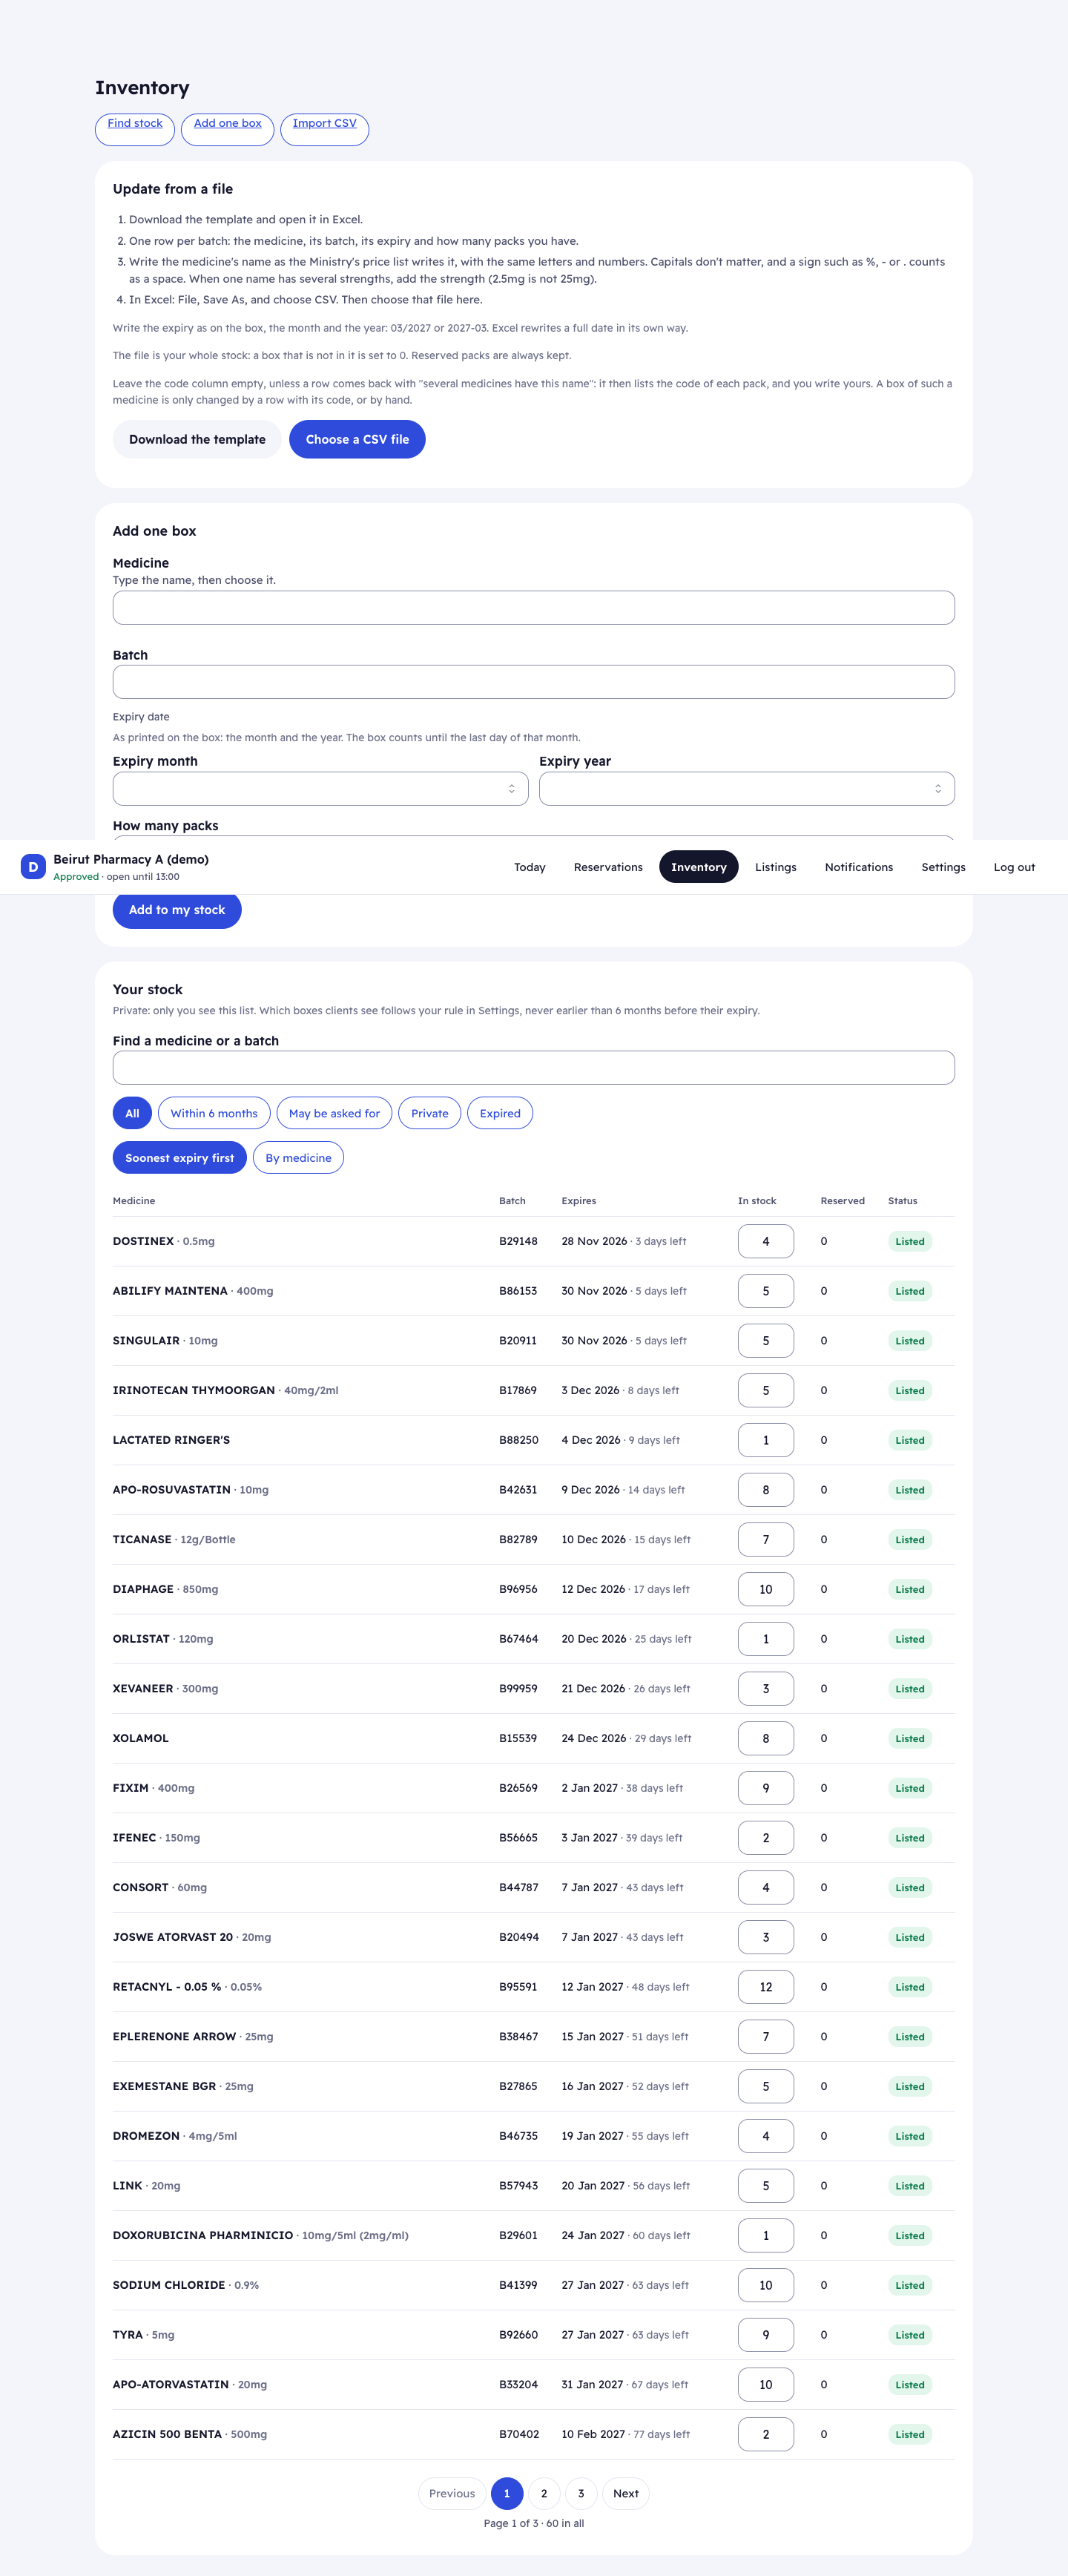 Inventory
Find stock Add one box Import CSV
Update from a file
1. Download the template and open it in Excel.
2. One row per batch: the medicine, its batch, its expiry and how many packs you have.
3. Write the medicine's name as the Ministry's price list writes it, with the same letters and numbers. Capitals don't matter, and a sign such as %, - or . counts
as a space. When one name has several strengths, add the strength (2.5mg is not 25mg).
4. In Excel: File, Save As, and choose CSV. Then choose that file here.
Write the expiry as on the box, the month and the year: 03/2027 or 2027-03. Excel rewrites a full date in its own way.
The file is your whole stock: a box that is not in it is set to 0. Reserved packs are always kept.
Leave the code column empty, unless a row comes back with "several medicines have this name": it then lists the code of each pack, and you write yours. A box of such a
medicine is only changed by a row with its code, or by hand.
Download the template Choose a CSV file
Add one box
Medicine
Type the name, then choose it.
Batch
Expiry date
As printed on the box: the month and the year. The box counts until the last day of that month.
Expiry month Expiry year
How many packs
D Beirut Pharmacy A (demo)
Approved · open until 13:00
Today Reservations Inventory Listings Notifications Settings Log out
Add to my stock
Your stock
Private: only you see this list. Which boxes clients see follows your rule in Settings, never earlier than 6 months before their expiry.
Find a medicine or a batch
All Within 6 months May be asked for Private Expired
Soonest expiry first By medicine
Medicine Batch Expires In stock Reserved Status
DOSTINEX · 0.5mg B29148 28 Nov 2026 · 3 days left 4 0 Listed
ABILIFY MAINTENA · 400mg B86153 30 Nov 2026 · 5 days left 5 0 Listed
SINGULAIR · 10mg B20911 30 Nov 2026 · 5 days left 5 0 Listed
IRINOTECAN THYMOORGAN · 40mg/2ml B17869 3 Dec 2026 · 8 days left 5 0 Listed
LACTATED RINGER'S B88250 4 Dec 2026 · 9 days left 1 0 Listed
APO-ROSUVASTATIN · 10mg B42631 9 Dec 2026 · 14 days left 8 0 Listed
TICANASE · 12g/Bottle B82789 10 Dec 2026 · 15 days left 7 0 Listed
DIAPHAGE · 850mg B96956 12 Dec 2026 · 17 days left 10 0 Listed
ORLISTAT · 120mg B67464 20 Dec 2026 · 25 days left 1 0 Listed
XEVANEER · 300mg B99959 21 Dec 2026 · 26 days left 3 0 Listed
XOLAMOL B15539 24 Dec 2026 · 29 days left 8 0 Listed
FIXIM · 400mg B26569 2 Jan 2027 · 38 days left 9 0 Listed
IFENEC · 150mg B56665 3 Jan 2027 · 39 days left 2 0 Listed
CONSORT · 60mg B44787 7 Jan 2027 · 43 days left 4 0 Listed
JOSWE ATORVAST 20 · 20mg B20494 7 Jan 2027 · 43 days left 3 0 Listed
RETACNYL - 0.05 % · 0.05% B95591 12 Jan 2027 · 48 days left 12 0 Listed
EPLERENONE ARROW · 25mg B38467 15 Jan 2027 · 51 days left 7 0 Listed
EXEMESTANE BGR · 25mg B27865 16 Jan 2027 · 52 days left 5 0 Listed
DROMEZON · 4mg/5ml B46735 19 Jan 2027 · 55 days left 4 0 Listed
LINK · 20mg B57943 20 Jan 2027 · 56 days left 5 0 Listed
DOXORUBICINA PHARMINICIO · 10mg/5ml (2mg/ml) B29601 24 Jan 2027 · 60 days left 1 0 Listed
SODIUM CHLORIDE · 0.9% B41399 27 Jan 2027 · 63 days left 10 0 Listed
TYRA · 5mg B92660 27 Jan 2027 · 63 days left 9 0 Listed
APO-ATORVASTATIN · 20mg B33204 31 Jan 2027 · 67 days left 10 0 Listed
AZICIN 500 BENTA · 500mg B70402 10 Feb 2027 · 77 days left 2 0 Listed
Previous 1 2 3 Next
Page 1 of 3 · 60 in all